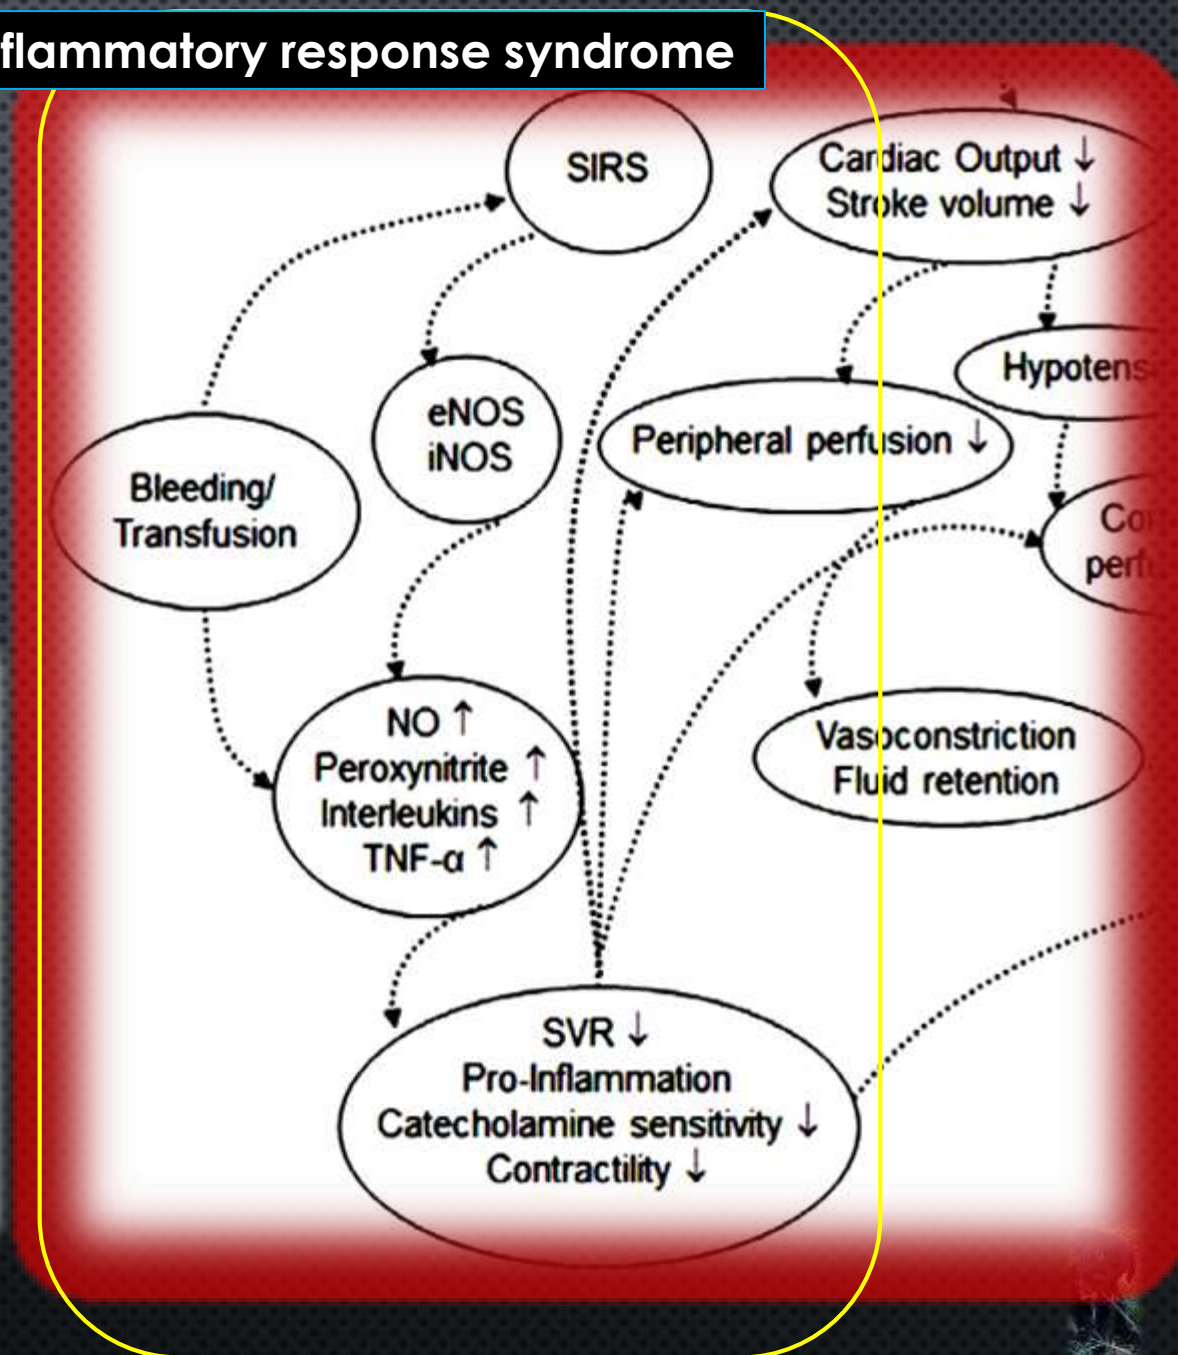 flammatory response syndrome
SIRS
Cardiac Output ↓
Stroke volume ↓
eNOS
iNOS
Peripheral perfusion ↓
Bleeding/
Transfusion
NO ↑
Peroxynitrite ↑
Interleukins ↑
TNF-α ↑
Vasoconstriction
Fluid retention
SVR ↓
Pro-Inflammation
Catecholamine sensitivity ↓
Contractility ↓